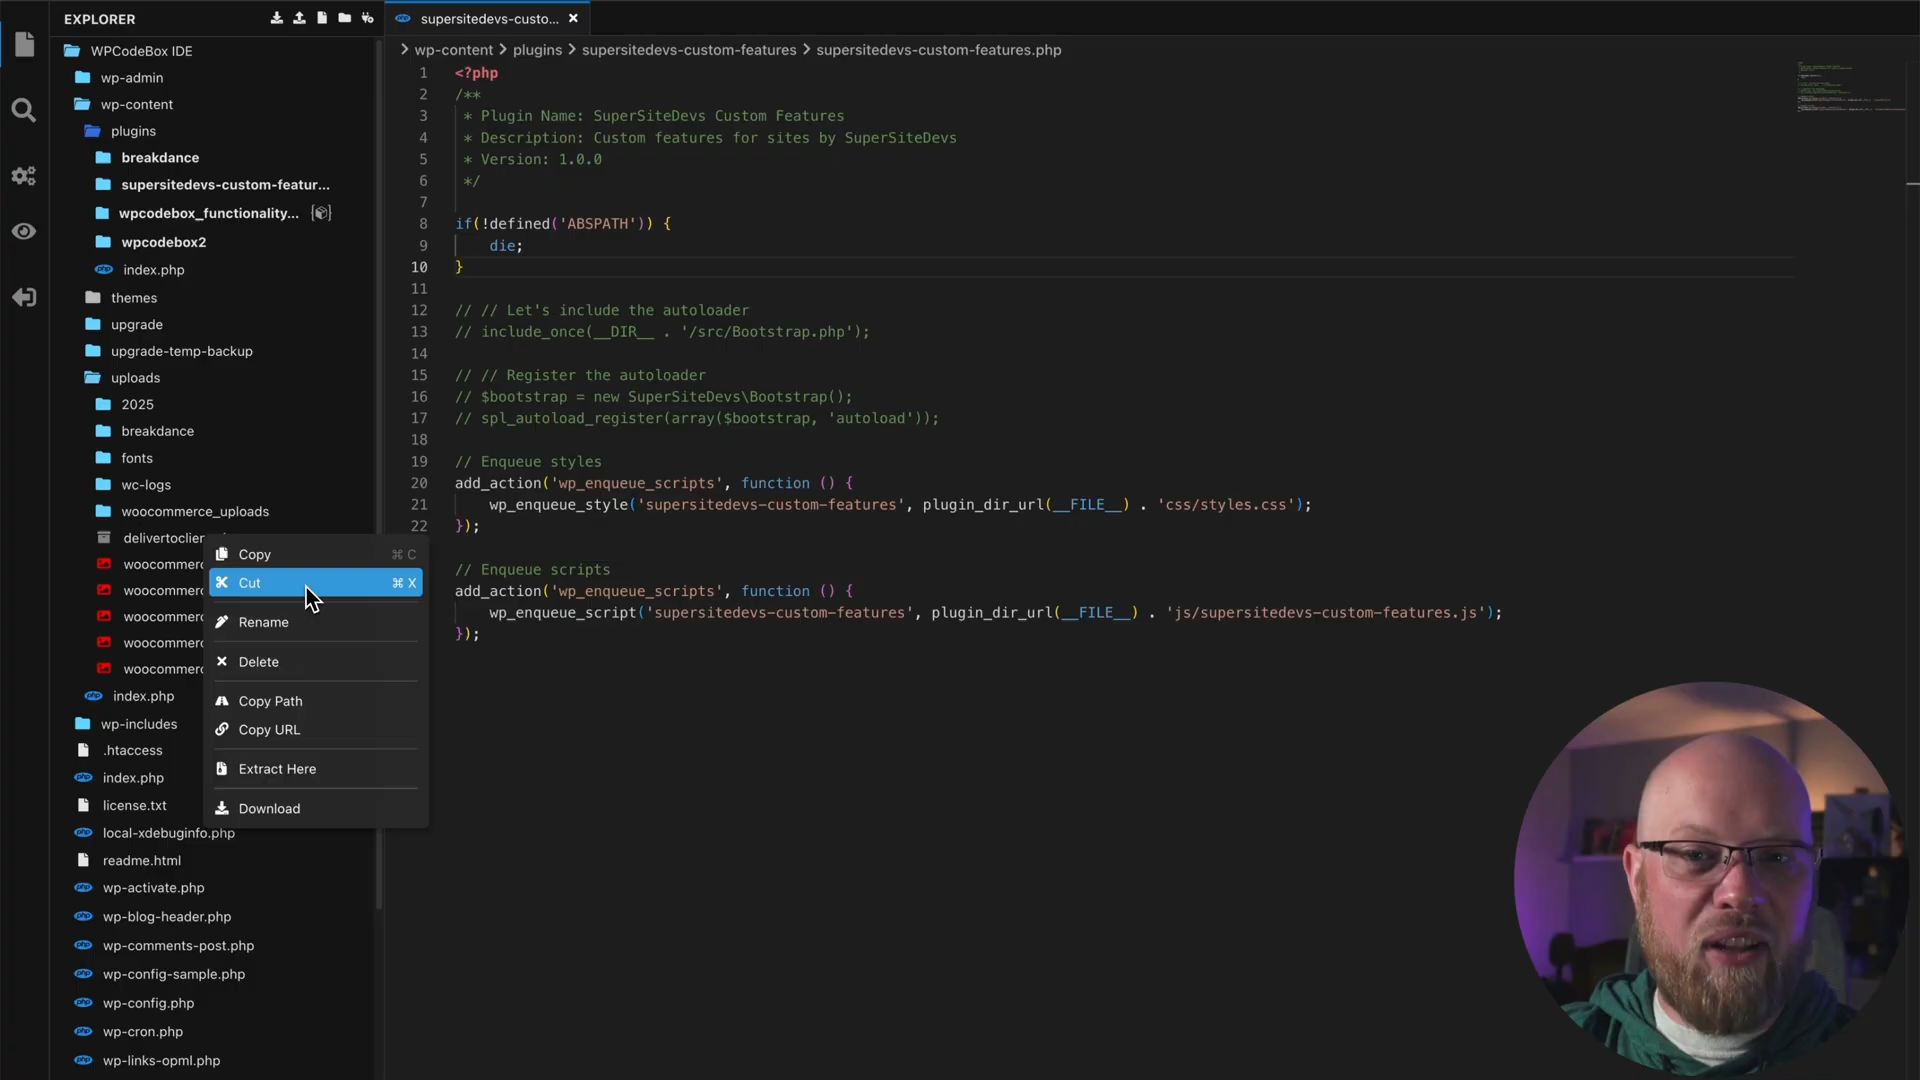 EXPLORER
WPCodeBox IDE
wp-admin
wp-content
plugins
breakdance
supersitedevs-custom-featur...
wpcodebox_functionality...
wpcodebox2
index.php
themes
upgrade
upgrade-temp-backup
uploads
2025
breakdance
fonts
wc-logs
woocommerce_uploads
delivertoclien
woocommerc
woocommerc
woocommerc
woocommerc
woocommerc
index.php
wp-includes
.htaccess
index.php
license.txt
local-xdebuginfo.php
readme.html
wp-activate.php
wp-blog-header.php
wp-comments-post.php
wp-config-sample.php
wp-config.php
wp-cron.php
wp-links-opml.php
Copy ⌘ C
Cut ⌘ X
Rename
Delete
Copy Path
Copy URL
Extract Here
Download
supersitedevs-custo... ×
> wp-content > plugins > supersitedevs-custom-features > supersitedevs-custom-features.php
1 <?php
2 /**
3 * Plugin Name: SuperSiteDevs Custom Features
4 * Description: Custom features for sites by SuperSiteDevs
5 * Version: 1.0.0
6 */
7
8 if(!defined('ABSPATH')) {
9 die;
10 }
11
12 // // Let's include the autoloader
13 // include_once(__DIR__ . '/src/Bootstrap.php');
14
15 // // Register the autoloader
16 // $bootstrap = new SuperSiteDevs\Bootstrap();
17 // spl_autoload_register(array($bootstrap, 'autoload'));
18
19 // Enqueue styles
20 add_action('wp_enqueue_scripts', function () {
21 wp_enqueue_style('supersitedevs-custom-features', plugin_dir_url(__FILE__) . 'css/styles.css');
22 });
// Enqueue scripts
add_action('wp_enqueue_scripts', function () {
wp_enqueue_script('supersitedevs-custom-features', plugin_dir_url(__FILE__) . 'js/supersitedevs-custom-features.js');
});